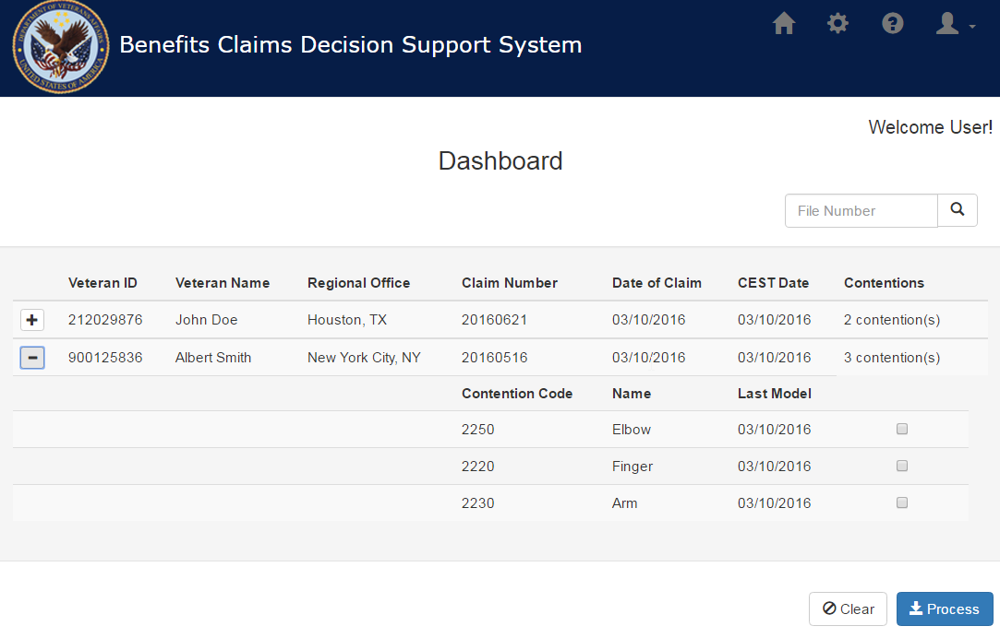 DEPARTMENT OF VETERANS AFFAIRS
UNITED STATES OF AMERICA
Benefits Claims Decision Support System
Welcome User!
Dashboard
File Number
Veteran ID Veteran Name Regional Office Claim Number Date of Claim CEST Date Contentions
212029876 John Doe Houston, TX 20160621 03/10/2016 03/10/2016 2 contention(s)
900125836 Albert Smith New York City, NY 20160516 03/10/2016 03/10/2016 3 contention(s)
Contention Code Name Last Model
2250 Elbow 03/10/2016
2220 Finger 03/10/2016
2230 Arm 03/10/2016
Clear Process